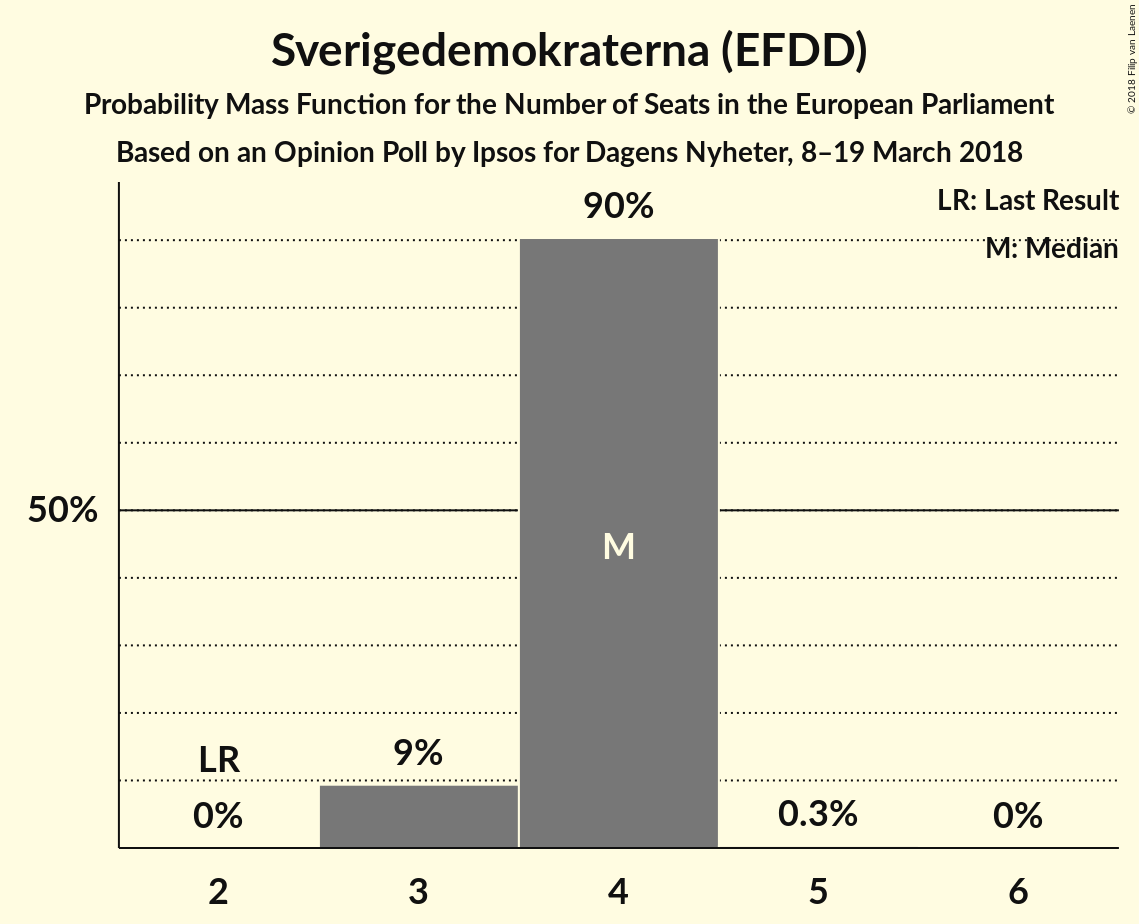 Sverigedemokraterna (EFDD)
Probability Mass Function for the Number of Seats in the European Parliament
Based on an Opinion Poll by Ipsos for Dagens Nyheter, 8–19 March 2018
© 2018 Filip van Laenen
LR: Last Result
M: Median
90%
50%
M
LR
9%
0%
0.3%
0%
2 3 4 5 6